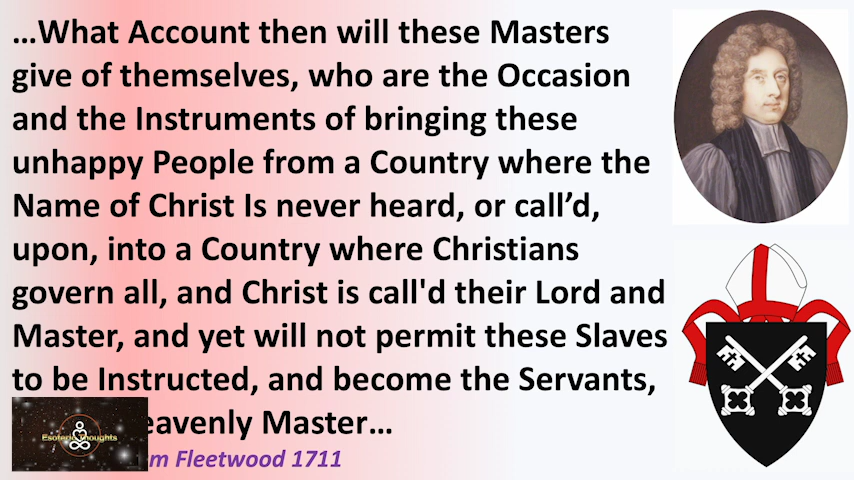 …What Account then will these Masters
give of themselves, who are the Occasion
and the Instruments of bringing these
unhappy People from a Country where the
Name of Christ Is never heard, or call’d,
upon, into a Country where Christians
govern all, and Christ is call'd their Lord and
Master, and yet will not permit these Slaves
to be Instructed, and become the Servants,
Master…
Fleetwood 1711
Esoteric Thoughts